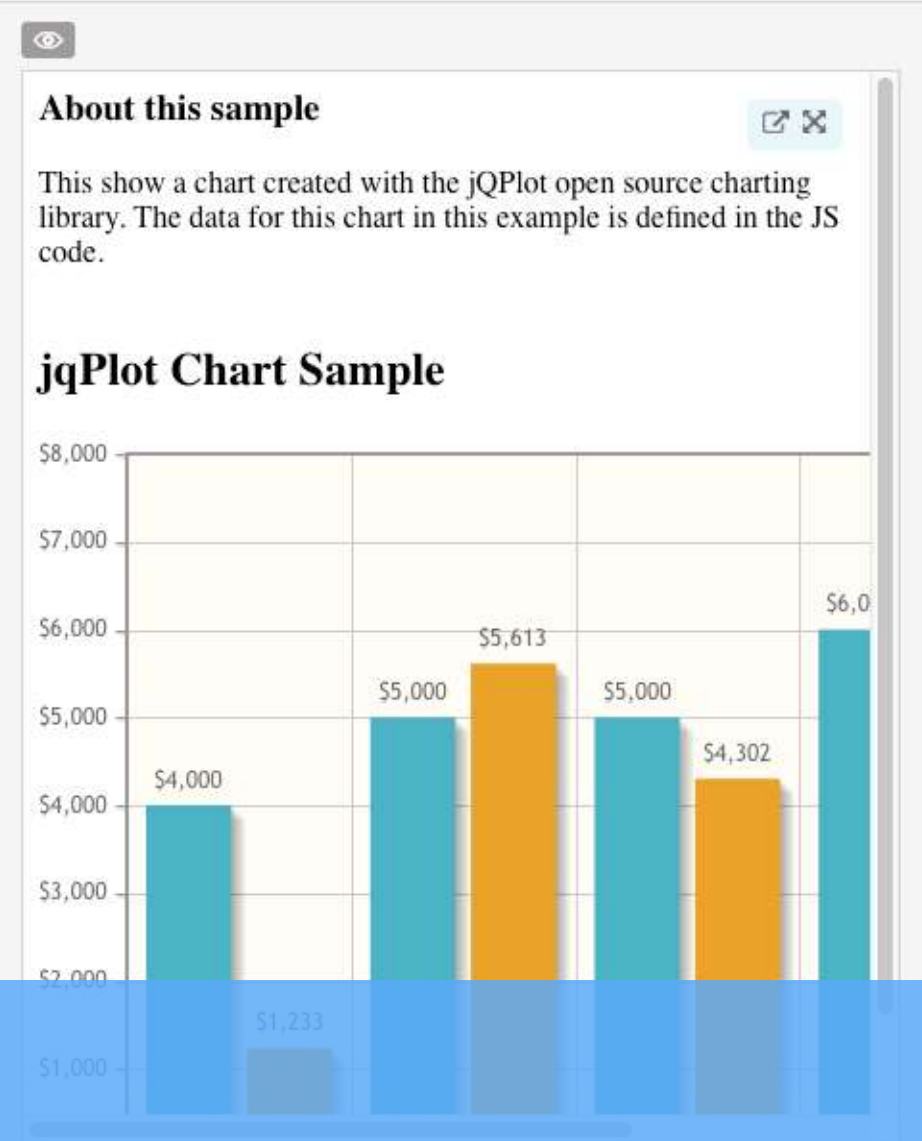 About this sample
This show a chart created with the jQPlot open source charting
library. The data for this chart in this example is defined in the JS
code.
jqPlot Chart Sample
$8,000
$7,000
$6,0
$6,000
$5,613
$5,000 $5,000
$5,000
$4,302
$4,000
$4,000
$3,000
$2,000
$1,233
$1,000